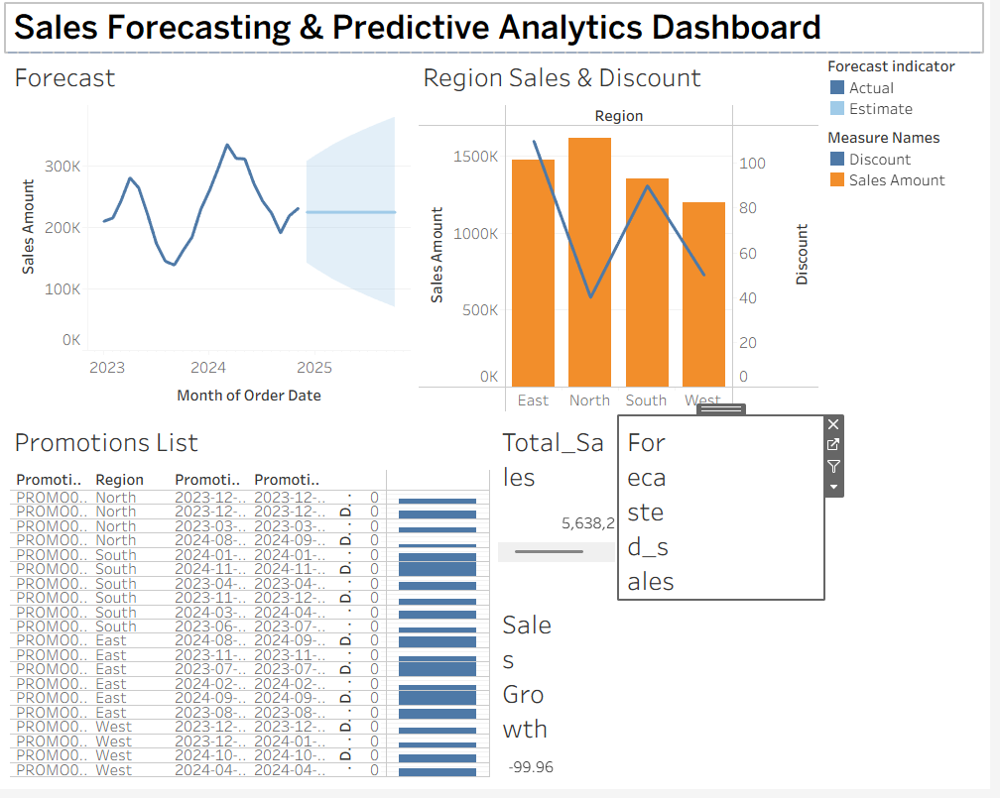 Sales Forecasting & Predictive Analytics Dashboard
Forecast
300K
200K
100K
0K
Sales Amount
2023 2024 2025
Month of Order Date
Region Sales & Discount
Region
1500K
1000K
500K
0K
Sales Amount
100
80
60
40
20
0
Discount
East North South West
Forecast indicator
Actual
Estimate
Measure Names
Discount
Sales Amount
Promotions List
Promoti.. Region Promoti.. Promoti..
PROMO0.. North 2023-12-.. 2023-12-.. 0
PROMO0.. North 2023-12-.. 2023-12-.. D. 0
PROMO0.. North 2023-03-.. 2023-03-.. 0
PROMO0.. North 2024-08-.. 2024-09-.. D. 0
PROMO0.. South 2024-01-.. 2024-01-.. 0
PROMO0.. South 2024-11-.. 2024-11-.. D. 0
PROMO0.. South 2023-04-.. 2023-04-.. 0
PROMO0.. South 2023-11-.. 2023-12-.. D. 0
PROMO0.. South 2024-03-.. 2024-04-.. 0
PROMO0.. South 2023-06-.. 2023-07-.. 0
PROMO0.. East 2024-08-.. 2024-09-.. D. 0
PROMO0.. East 2023-11-.. 2023-11-.. 0
PROMO0.. East 2023-07-.. 2023-07-.. D. 0
PROMO0.. East 2024-02-.. 2024-02-.. 0
PROMO0.. East 2024-09-.. 2024-09-.. D. 0
PROMO0.. East 2023-08-.. 2023-08-.. 0
PROMO0.. West 2023-12-.. 2023-12-.. D. 0
PROMO0.. West 2023-12-.. 2024-01-.. 0
PROMO0.. West 2024-10-.. 2024-10-.. D. 0
PROMO0.. West 2024-04-.. 2024-04-.. 0
Total_Sa
les
5,638,2
For
eca
ste
d_s
ales
Sale
s
Gro
wth
-99.96